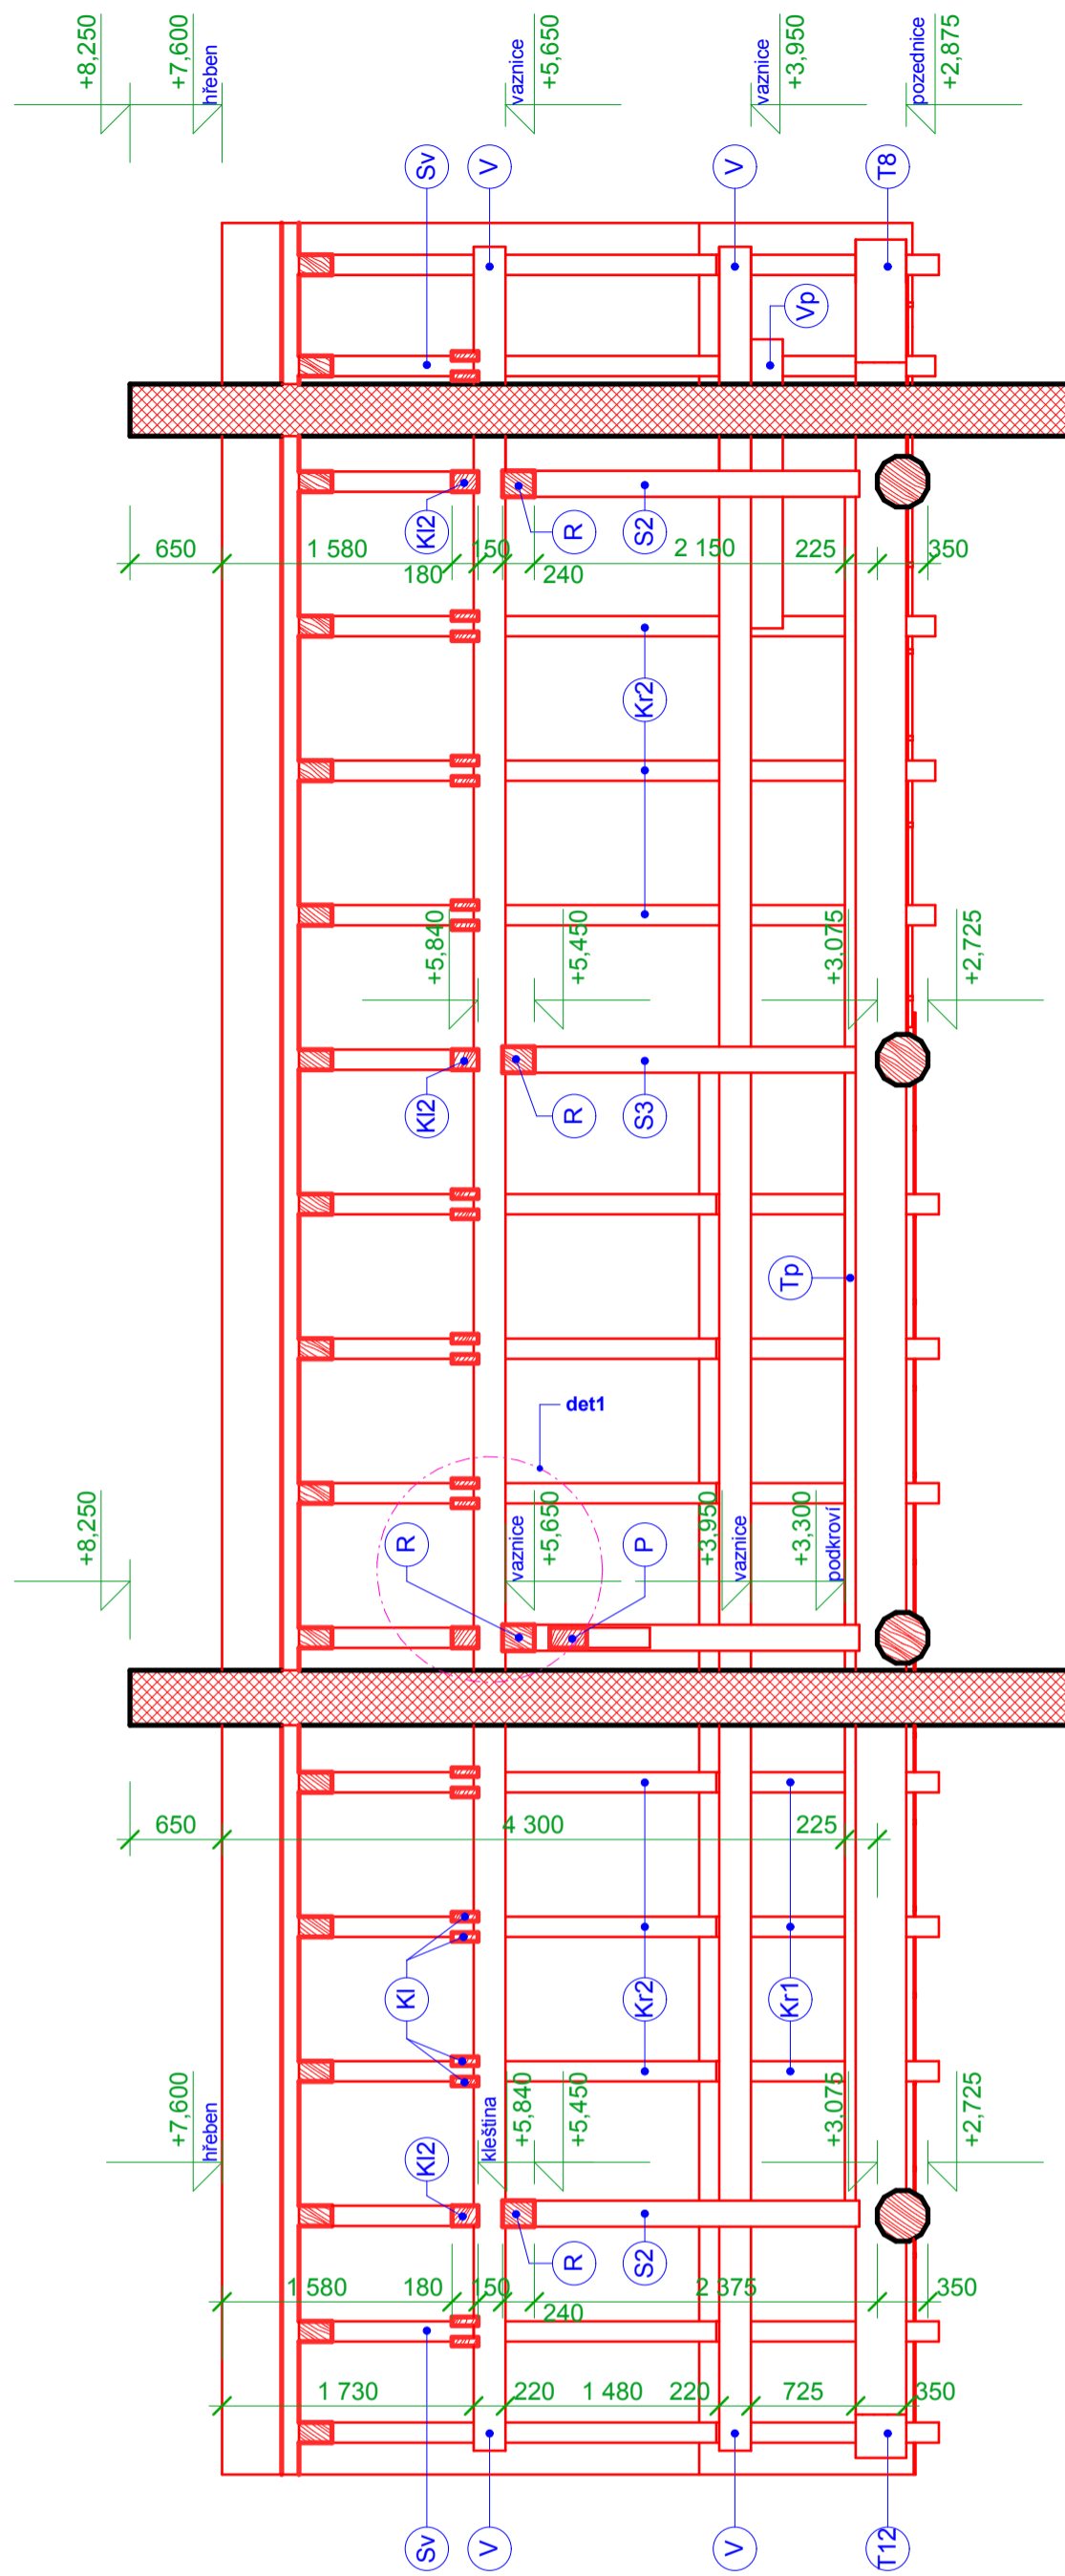 +8,250
+7,600
hřeben
vaznice
+5,650
vaznice
+3,950
pozednice
+2,875
Sv
V
V
T8
Vp
Kl2
R
S2
650
1 580
180
150
240
2 150
225
350
Kr2
+5,840
+5,450
+3,075
+2,725
Kl2
R
S3
Tp
det1
+8,250
R
vaznice
+5,650
P
+3,950
vaznice
+3,300
podkroví
650
4 300
225
Kl
Kr2
Kr1
+7,600
hřeben
kleština
+5,840
+5,450
+3,075
+2,725
Kl2
R
S2
1 580
180
150
240
2 375
350
1 730
220
1 480
220
725
350
Sv
V
V
T12